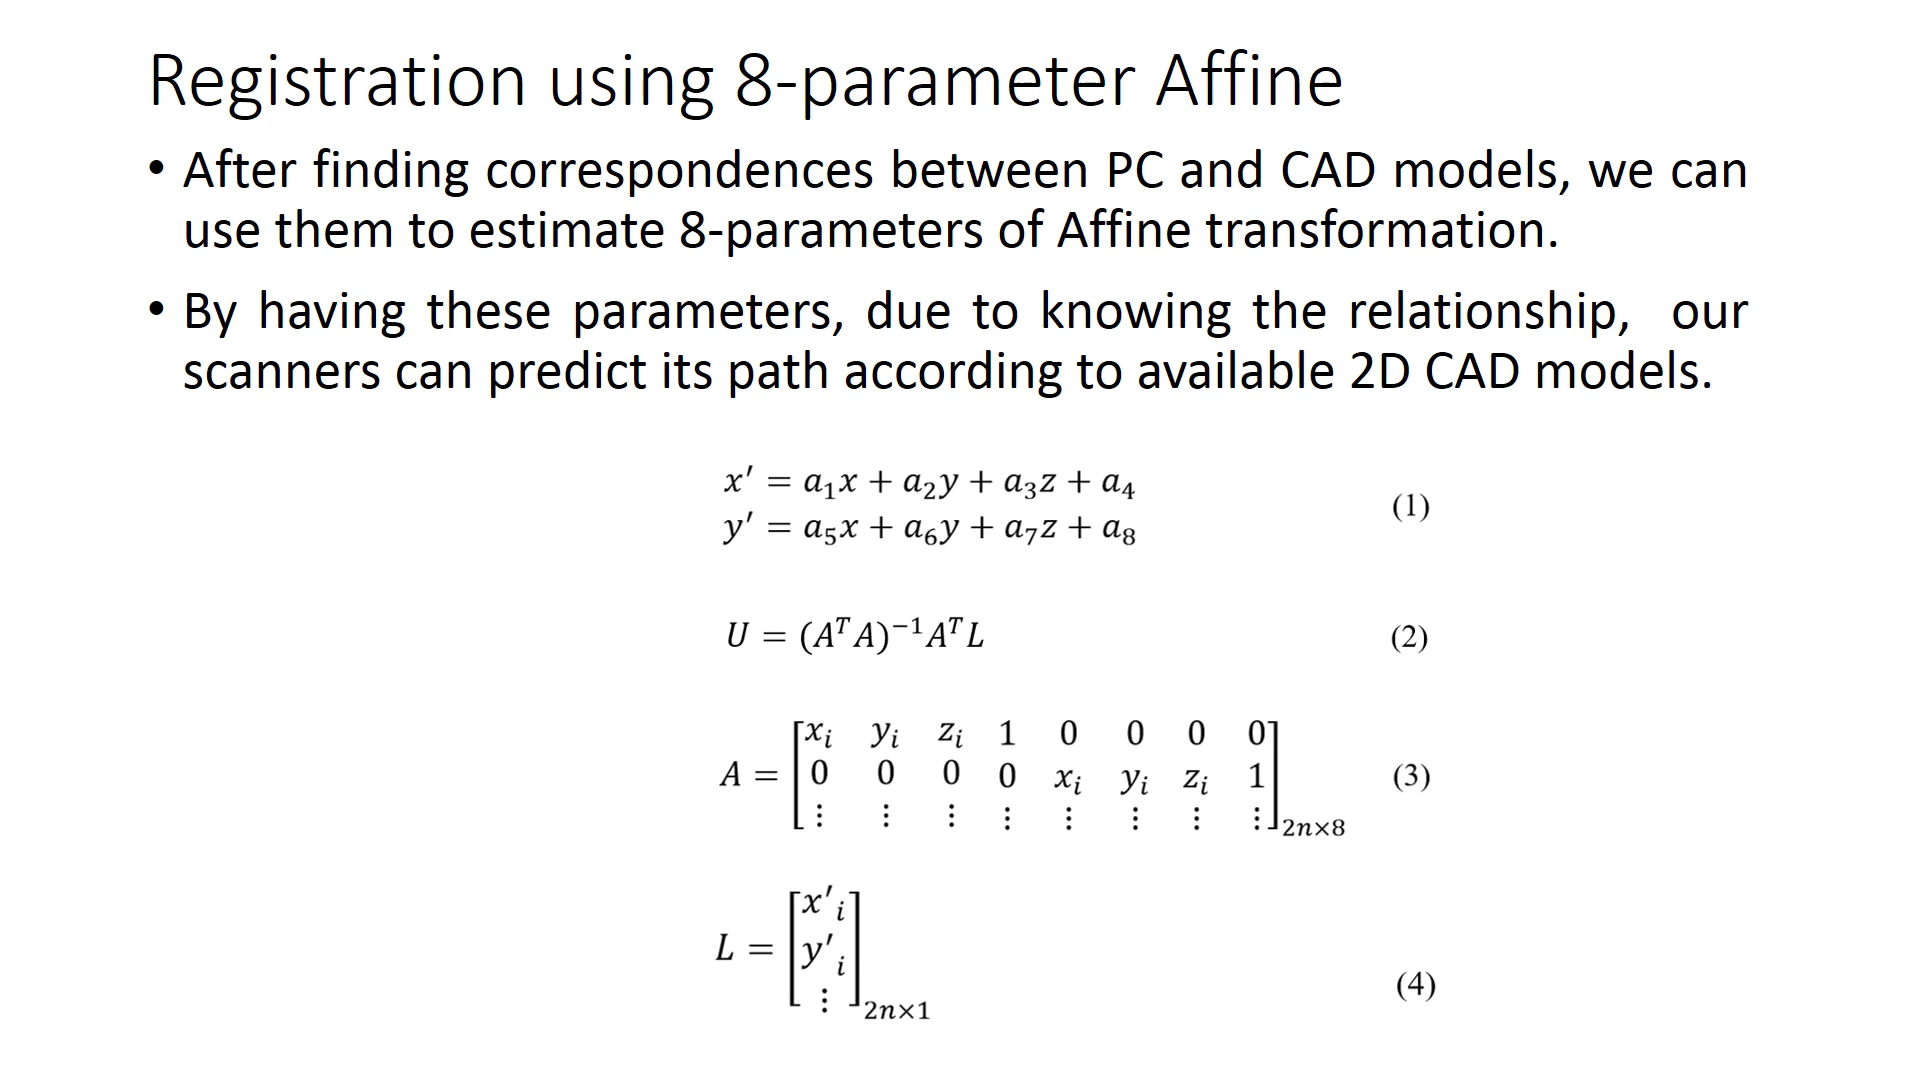 Registration using 8-parameter Affine
• After finding correspondences between PC and CAD models, we can
use them to estimate 8-parameters of Affine transformation.
• By having these parameters, due to knowing the relationship, our
scanners can predict its path according to available 2D CAD models.
x′ = a₁x + a₂y + a₃z + a₄
y′ = a₅x + a₆y + a₇z + a₈
(1)
U = (AᵀA)⁻¹AᵀL (2)
A = [xᵢ yᵢ zᵢ 1 0 0 0 0
0 0 0 0 xᵢ yᵢ zᵢ 1
⋮ ⋮ ⋮ ⋮ ⋮ ⋮ ⋮ ⋮]2n×8 (3)
L = [x′ᵢ
y′ᵢ
⋮]2n×1 (4)